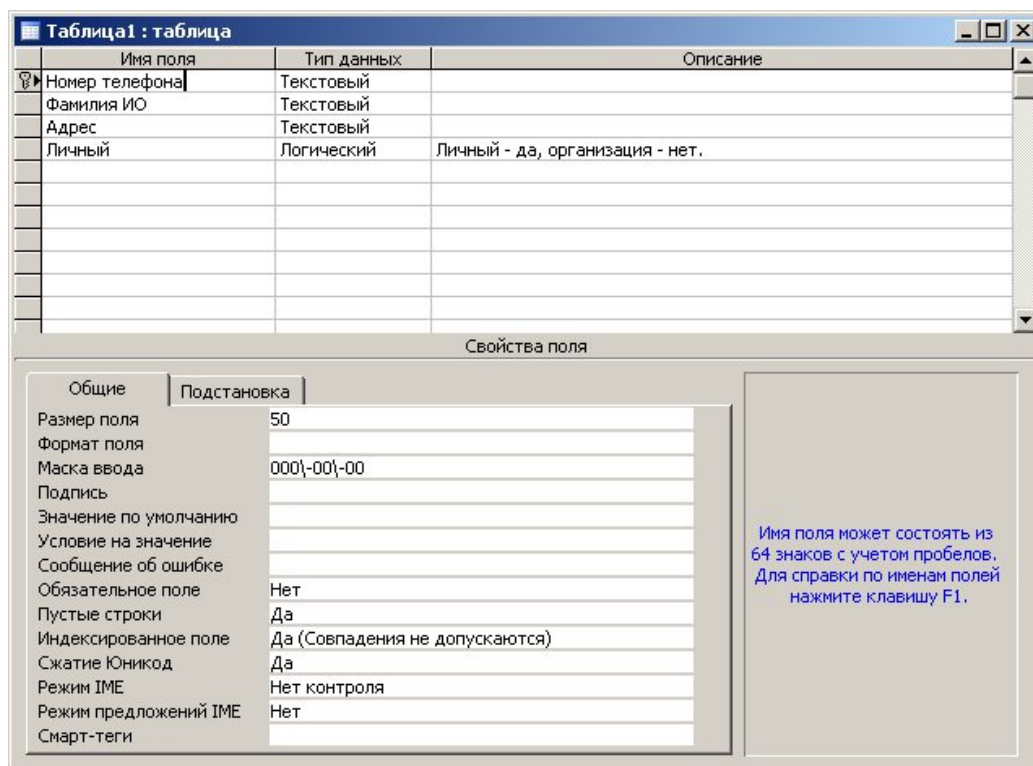 Таблица1 : таблица
Имя поля Тип данных Описание
Номер телефона Текстовый
Фамилия ИО Текстовый
Адрес Текстовый
Личный Логический Личный - да, организация - нет.
Свойства поля
Общие Подстановка
Размер поля 50
Формат поля
Маска ввода 000\-00\-00
Подпись
Значение по умолчанию
Условие на значение
Сообщение об ошибке
Обязательное поле Нет
Пустые строки Да
Индексированное поле Да (Совпадения не допускаются)
Сжатие Юникод Да
Режим IME Нет контроля
Режим предложений IME Нет
Смарт-теги
Имя поля может состоять из
64 знаков с учетом пробелов.
Для справки по именам полей
нажмите клавишу F1.